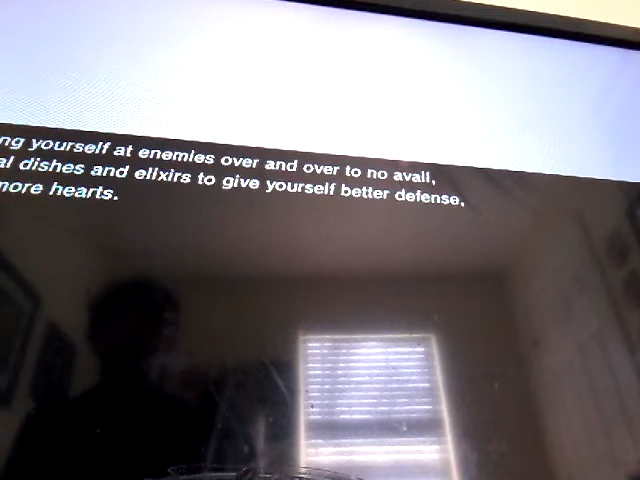 ng yourself at enemies over and over to no avail,
al dishes and elixirs to give yourself better defense,
more hearts.